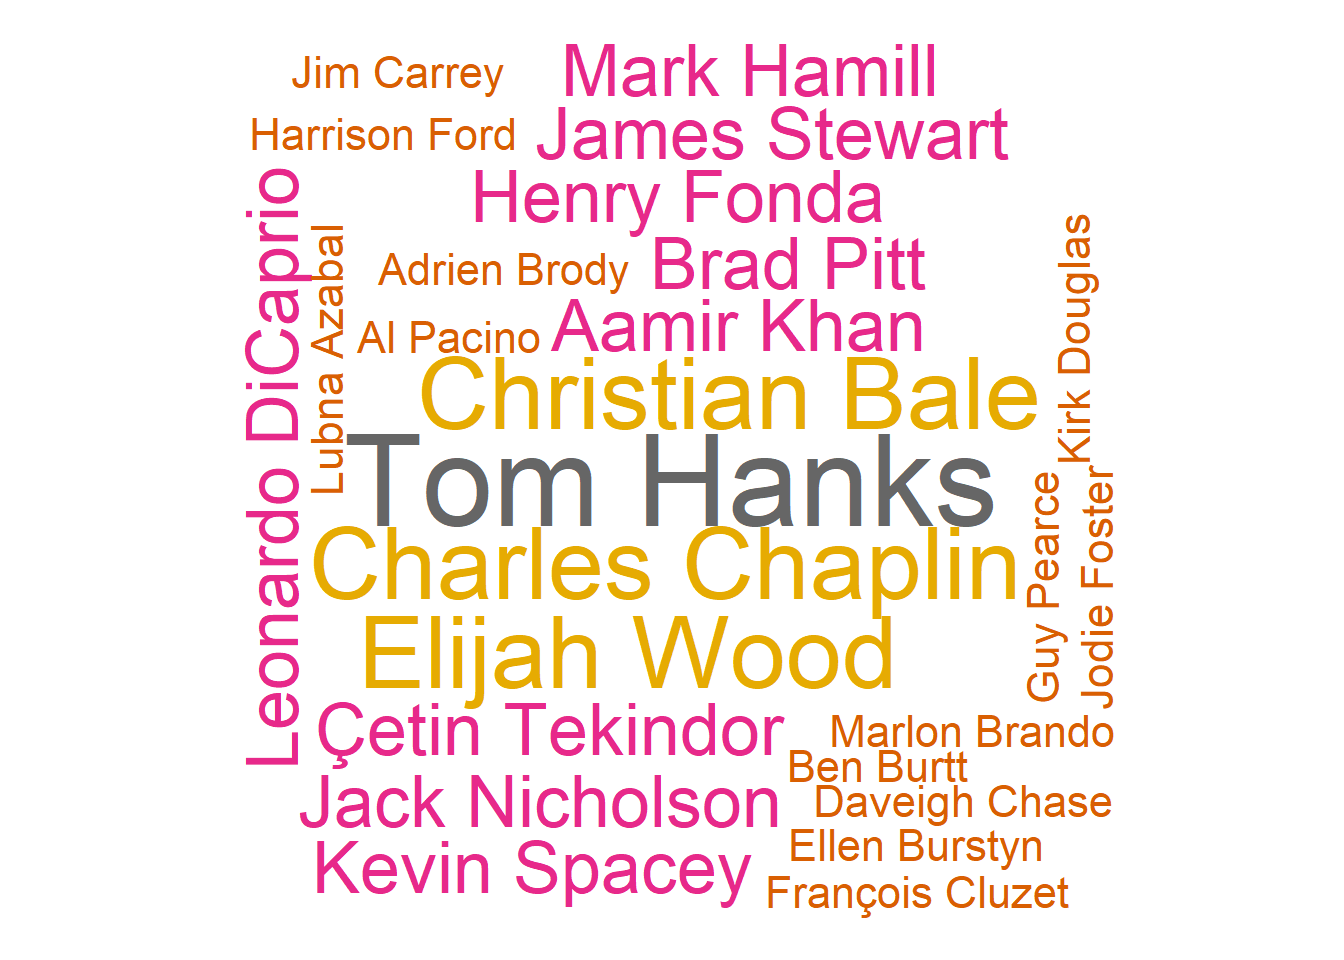 Jim Carrey
Mark Hamill
Harrison Ford
James Stewart
Henry Fonda
Leonardo DiCaprio
Lubna Azabal
Adrien Brody
Brad Pitt
Kirk Douglas
Al Pacino
Aamir Khan
Christian Bale
Tom Hanks
Charles Chaplin
Guy Pearce
Jodie Foster
Elijah Wood
Çetin Tekindor
Marlon Brando
Ben Burtt
Jack Nicholson
Daveigh Chase
Kevin Spacey
Ellen Burstyn
François Cluzet